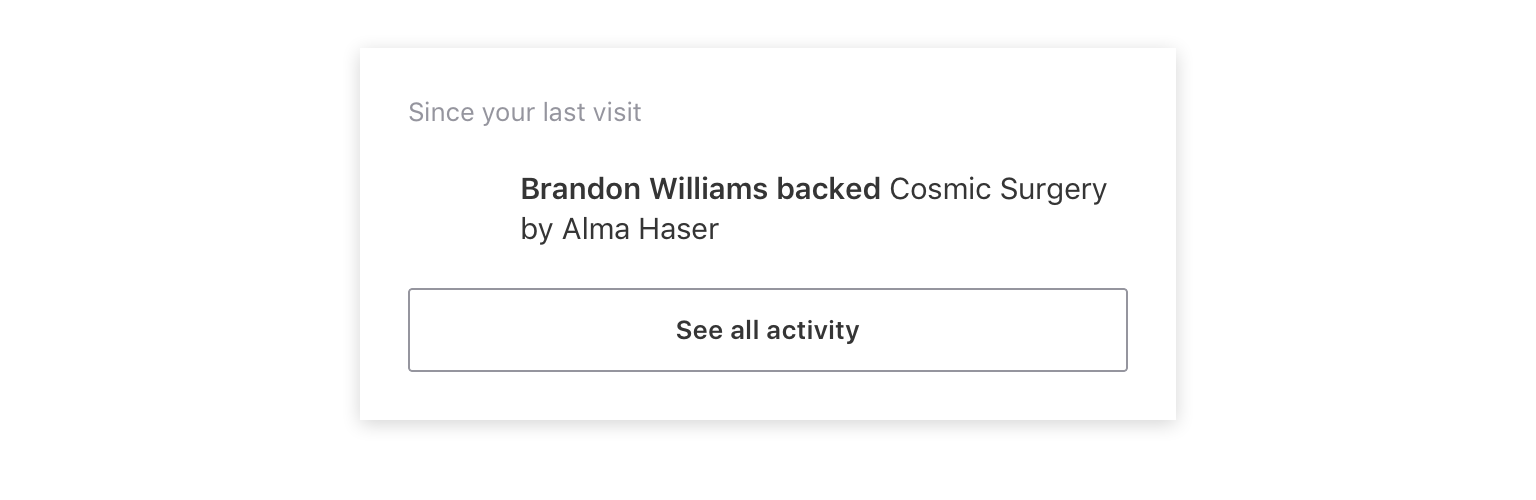 Since your last visit
Brandon Williams backed Cosmic Surgery
by Alma Haser
See all activity